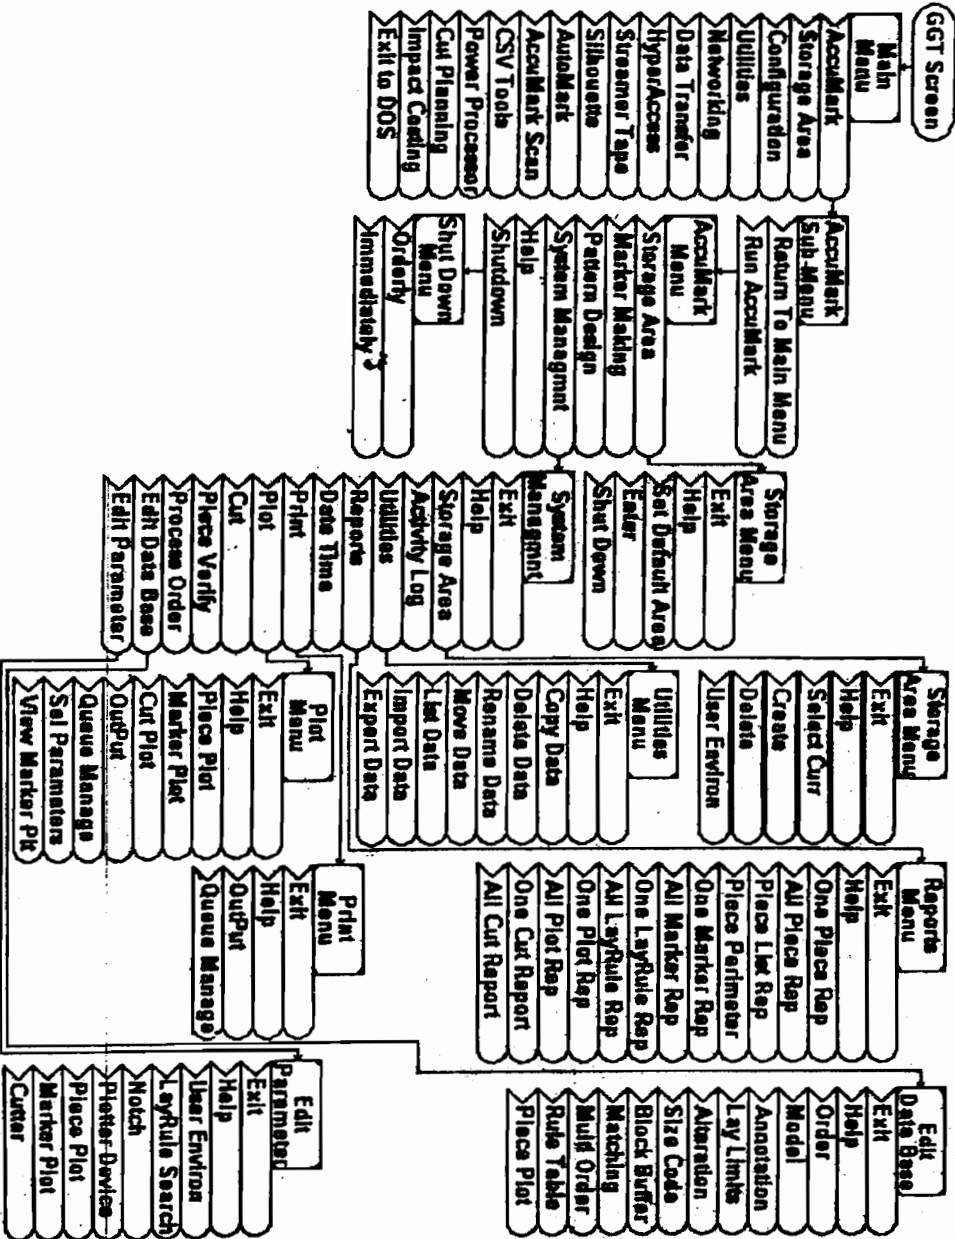 GGT Screen
Main
Menu
AccuMark
Storage Area
Configuration
Utilities
Networking
Data Transfer
HyperAccess
Streamer Tape
Silhouette
AutoMark
AccuMark Scan
CSV Tools
Power Processor
Cut Planning
Impact Costing
Exit to DOS
AccuMark
Sub-Menu
Return To Main Menu
Run AccuMark
AccuMark
Menu
Storage Area
Marker Making
Pattern Design
System Managmnt
Help
Shutdown
Shut Down
Menu
Orderly
Immediately
Storage
Area Menu
Exit
Help
Set Default Area
Enter
Shut Down
System
Managmnt
Exit
Help
Storage Area
Activity Log
Utilities
Reports
Date Time
Print
Plot
Cut
Piece Verify
Process Order
Edit Data Base
Edit Parameter
Storage
Area Menu
Exit
Help
Select Curr
Create
Delete
User Environ
Utilities
Menu
Exit
Help
Copy Data
Delete Data
Rename Data
Move Data
List Data
Import Data
Export Data
Plot
Menu
Exit
Help
Piece Plot
Marker Plot
Cut Plot
OutPut
Queue Manage
Sel Parameters
View Marker Plt
Reports
Menu
Exit
Help
One Piece Rep
All Piece Rep
Piece List Rep
Piece Perimeter
One Marker Rep
All Marker Rep
One LayRule Rep
All LayRule Rep
One Plot Rep
All Plot Rep
One Cut Report
All Cut Report
Print
Menu
Exit
Help
OutPut
Queue Manage
Edit
Data Base
Exit
Help
Order
Model
Annotation
Lay Limits
Alteration
Size Code
Block Buffer
Matching
Mutld Order
Rule Table
Piece Plot
Edit
Parameter
Exit
Help
User Environ
LayRule Search
Notch
Plotter Device
Piece Plot
Marker Plot
Cutter